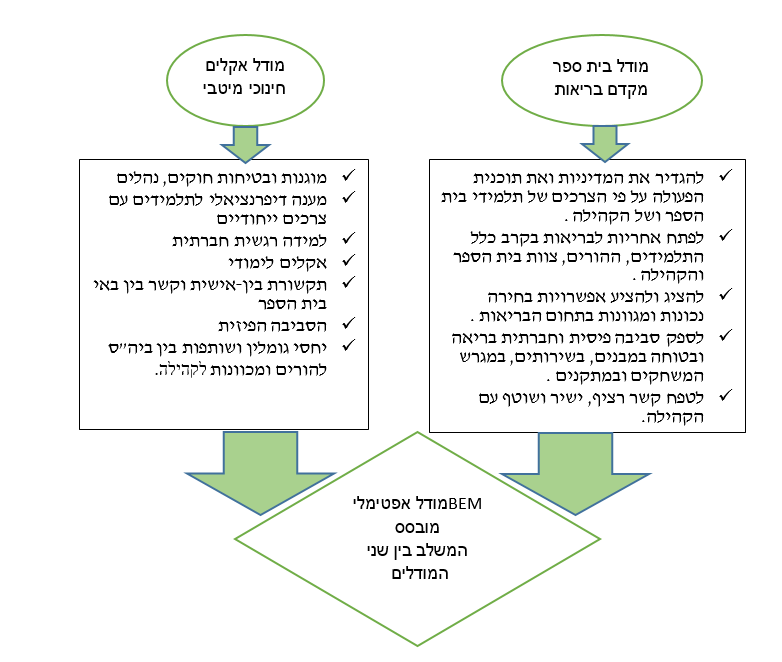 מודל בית ספר
מקדם בריאות
להגדיר את המדיניות ואת תוכנית
הפעולה על פי הצרכים של תלמידי בית
הספר ושל הקהילה .
לפתח אחריות לבריאות בקרב כלל
התלמידים, ההורים, צוות בית הספר
והקהילה .
להציג ולהציע אפשרויות בחירה
נכונות ומגוונות בתחום הבריאות .
לספק סביבה פיסית וחברתית בריאה
ובטוחה במבנים, בשירותים, במגרש
המשחקים ובמתקנים .
לטפח קשר רציף, ישיר ושוטף עם
הקהילה.
מודל אקלים
חינוכי מיטבי
מוגנות ובטיחות חוקים, נהלים
מענה דיפרנציאלי לתלמידים עם
צרכים ייחודיים
למידה רגשית חברתית
אקלים לימודי
תקשורת בין-אישית וקשר בין באי
בית הספר
הסביבה הפיזית
יחסי גומלין ושותפות בין ביה״ס
להורים ומכוונות לקהילה.
BEMמודל אפטימלי
מובסס
המשלב בין שני
המודלים